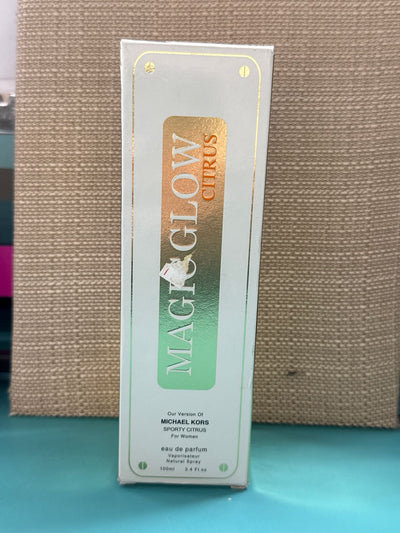 MAGIC GLOW
CITRUS
Our Version Of
MICHAEL KORS
SPORTY CITRUS
For Women
eau de parfum
Vaporisateur
Natural Spray
100ml 3.4 Fl.oz